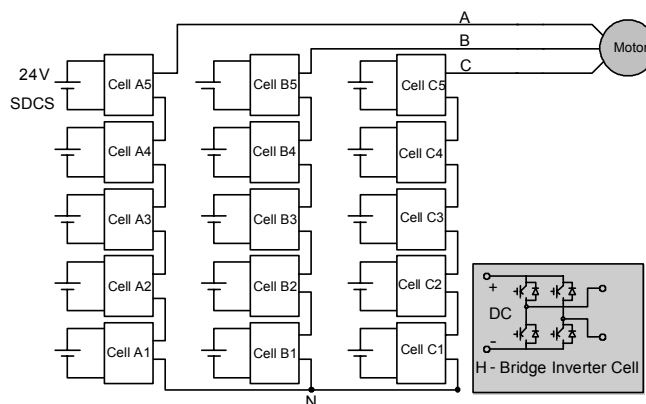 A
B
C
Motor
24V
SDCS
Cell A5
Cell B5
Cell C5
Cell A4
Cell B4
Cell C4
Cell A3
Cell B3
Cell C3
Cell A2
Cell B2
Cell C2
Cell A1
Cell B1
Cell C1
N
+
DC
-
H - Bridge Inverter Cell